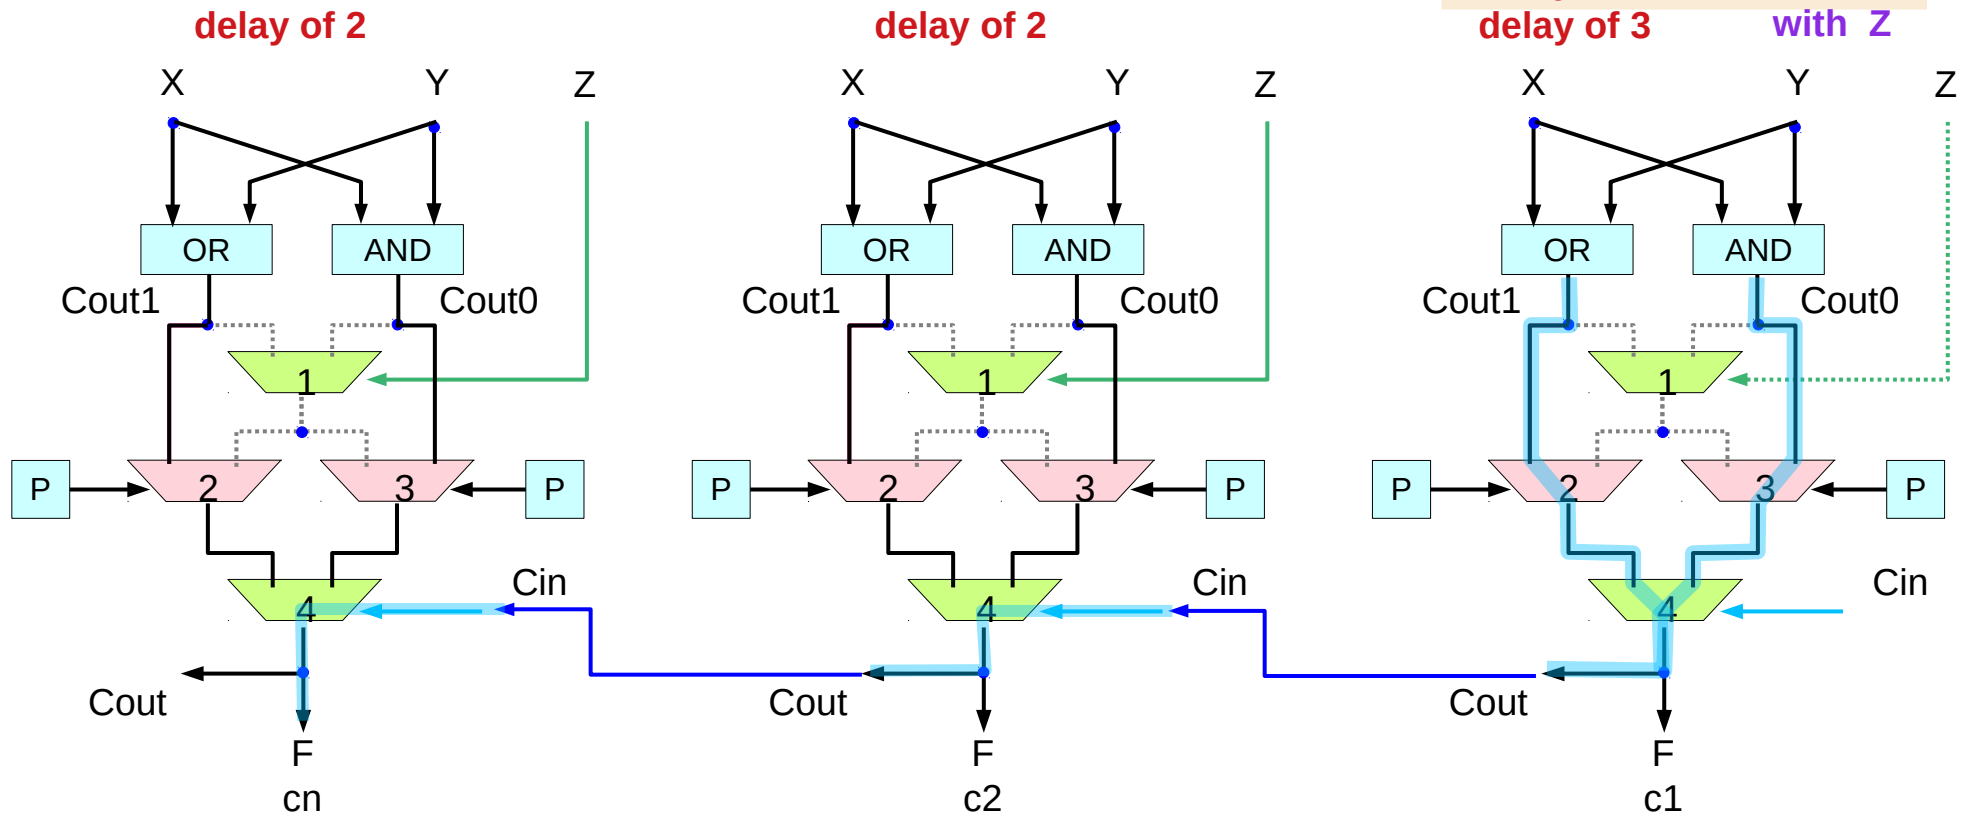 delay of 2 delay of 2 delay of 3 with Z
X Y Z X Y Z X Y Z
OR AND OR AND OR AND
Cout1 Cout0 Cout1 Cout0 Cout1 Cout0
1 1 1
P 2 3 P P 2 3 P P 2 3 P
4 Cin 4 Cin 4 Cin
Cout Cout Cout
F F F
cn c2 c1